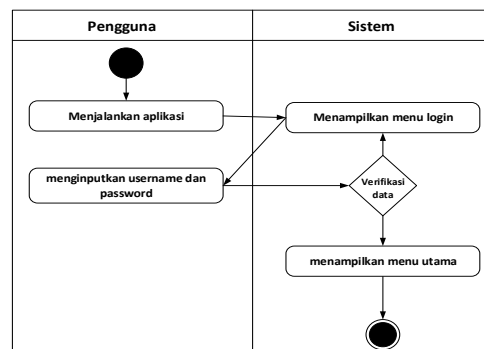 Pengguna
Sistem
Menjalankan aplikasi
Menampilkan menu login
menginputkan username dan
password
Verifikasi
data
menampilkan menu utama